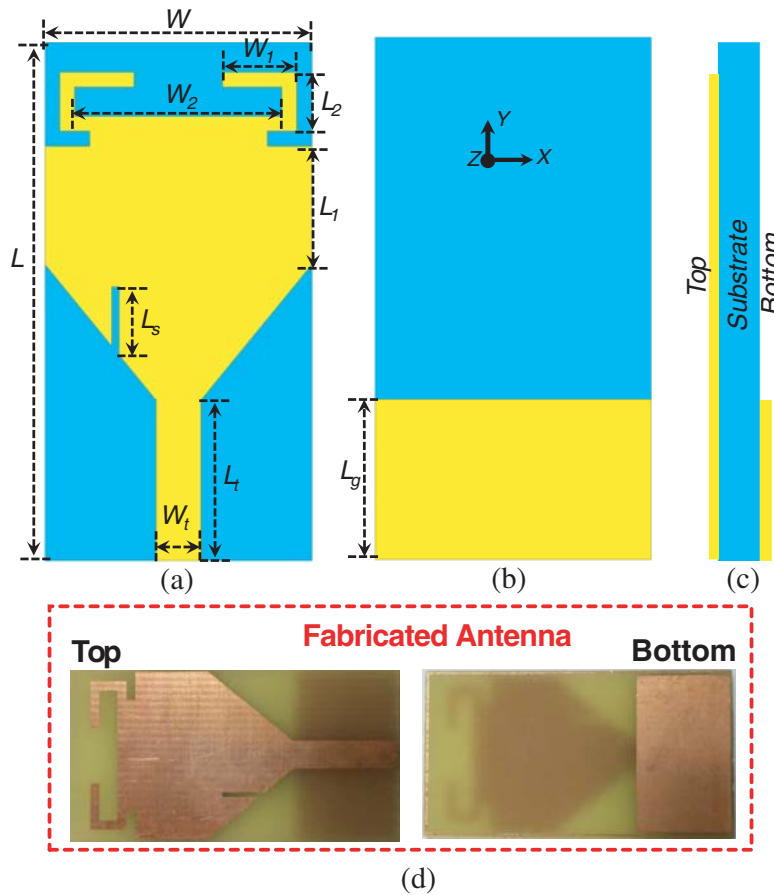 W
W1
W2
L2
L1
L
Ls
Lt
Wt
(a)
Y
Z
X
Lg
(b)
Top
Substrate
Bottom
(c)
Fabricated Antenna
Top
Bottom
(d)